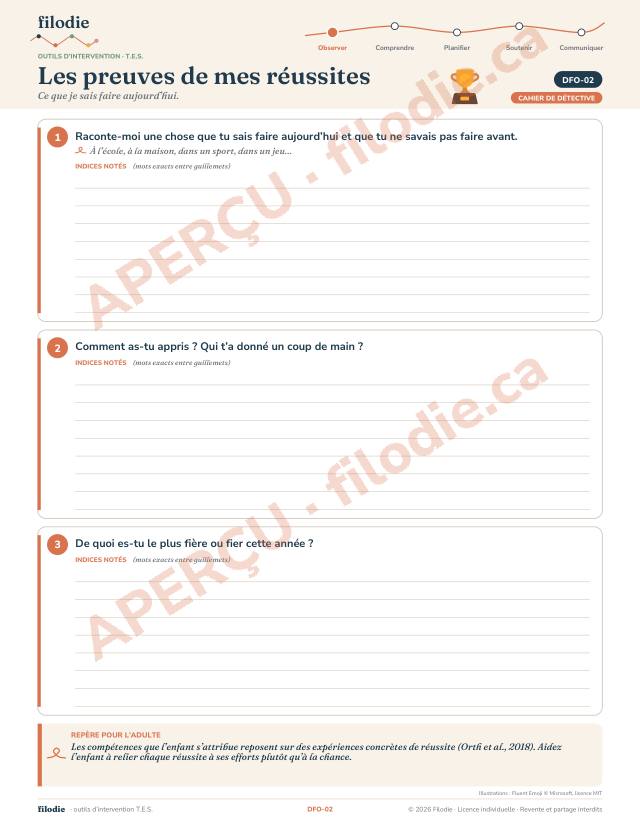 filodie
OUTILS D'INTERVENTION · T.E.S.
Observer Comprendre Planifier Soutenir Communiquer
Les preuves de mes réussites
Ce que je sais faire aujourd'hui.
DFO-02
CAHIER DE DÉTECTIVE
1 Raconte-moi une chose que tu sais faire aujourd'hui et que tu ne savais pas faire avant.
À l'école, à la maison, dans un sport, dans un jeu…
INDICES NOTÉS (mots exacts entre guillemets)
APERÇU · filodie.ca
2 Comment as-tu appris ? Qui t'a donné un coup de main ?
INDICES NOTÉS (mots exacts entre guillemets)
APERÇU · filodie.ca
3 De quoi es-tu le plus fière ou fier cette année ?
INDICES NOTÉS (mots exacts entre guillemets)
REPÈRE POUR L'ADULTE
Les compétences que l'enfant s'attribue reposent sur des expériences concrètes de réussite (Orth et al., 2018). Aidez
l'enfant à relier chaque réussite à ses efforts plutôt qu'à la chance.
Illustrations : Fluent Emoji © Microsoft, licence MIT
filodie · outils d'intervention T.E.S. DFO-02 © 2026 Filodie · Licence individuelle · Revente et partage interdits